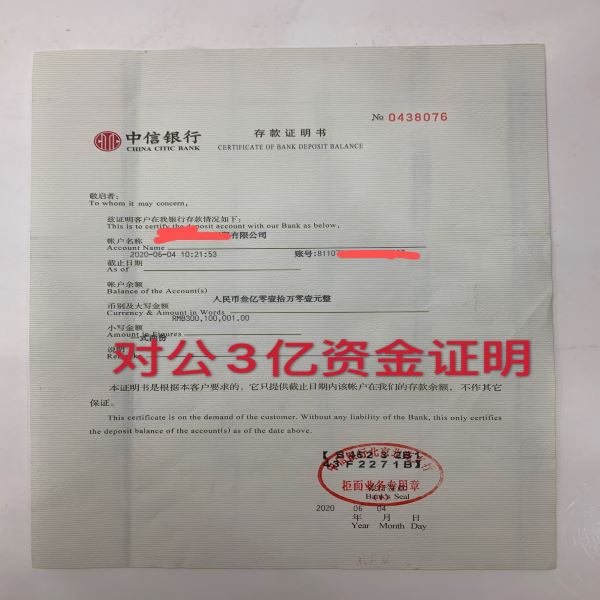 № 0438076
中信银行
CHINA CITIC BANK
存款证明书
CERTIFICATE OF BANK DEPOSIT BALANCE
敬启者：
To whom it may concern,
兹证明客户在我银行存款情况如下：
This is to certify the deposit account with our Bank as below,
有限公司
帐户名称
Account Name
2020-06-04 10:21:53
账号:8110
截止日期
As of
帐户余额
Balance of the Account(s)
人民币叁亿零壹拾万零壹元整
币别及大写金额
Currency & Amount in Words
RMB300,100,001.00
小写金额
Amount in Figures
式两份
说明
对公3亿资金证明
本证明书是根据本客户要求的，它只提供截止日期内该帐户在我们的存款余额，不作其它
保证。
This certificate is on the demand of the customer. Without any liability of the Bank, this only certifies
the deposit balance of the account(s) as of the date above.
柜面业务专用章
Bank's Seal
2020 06 04
年 月 日
Year Month Day